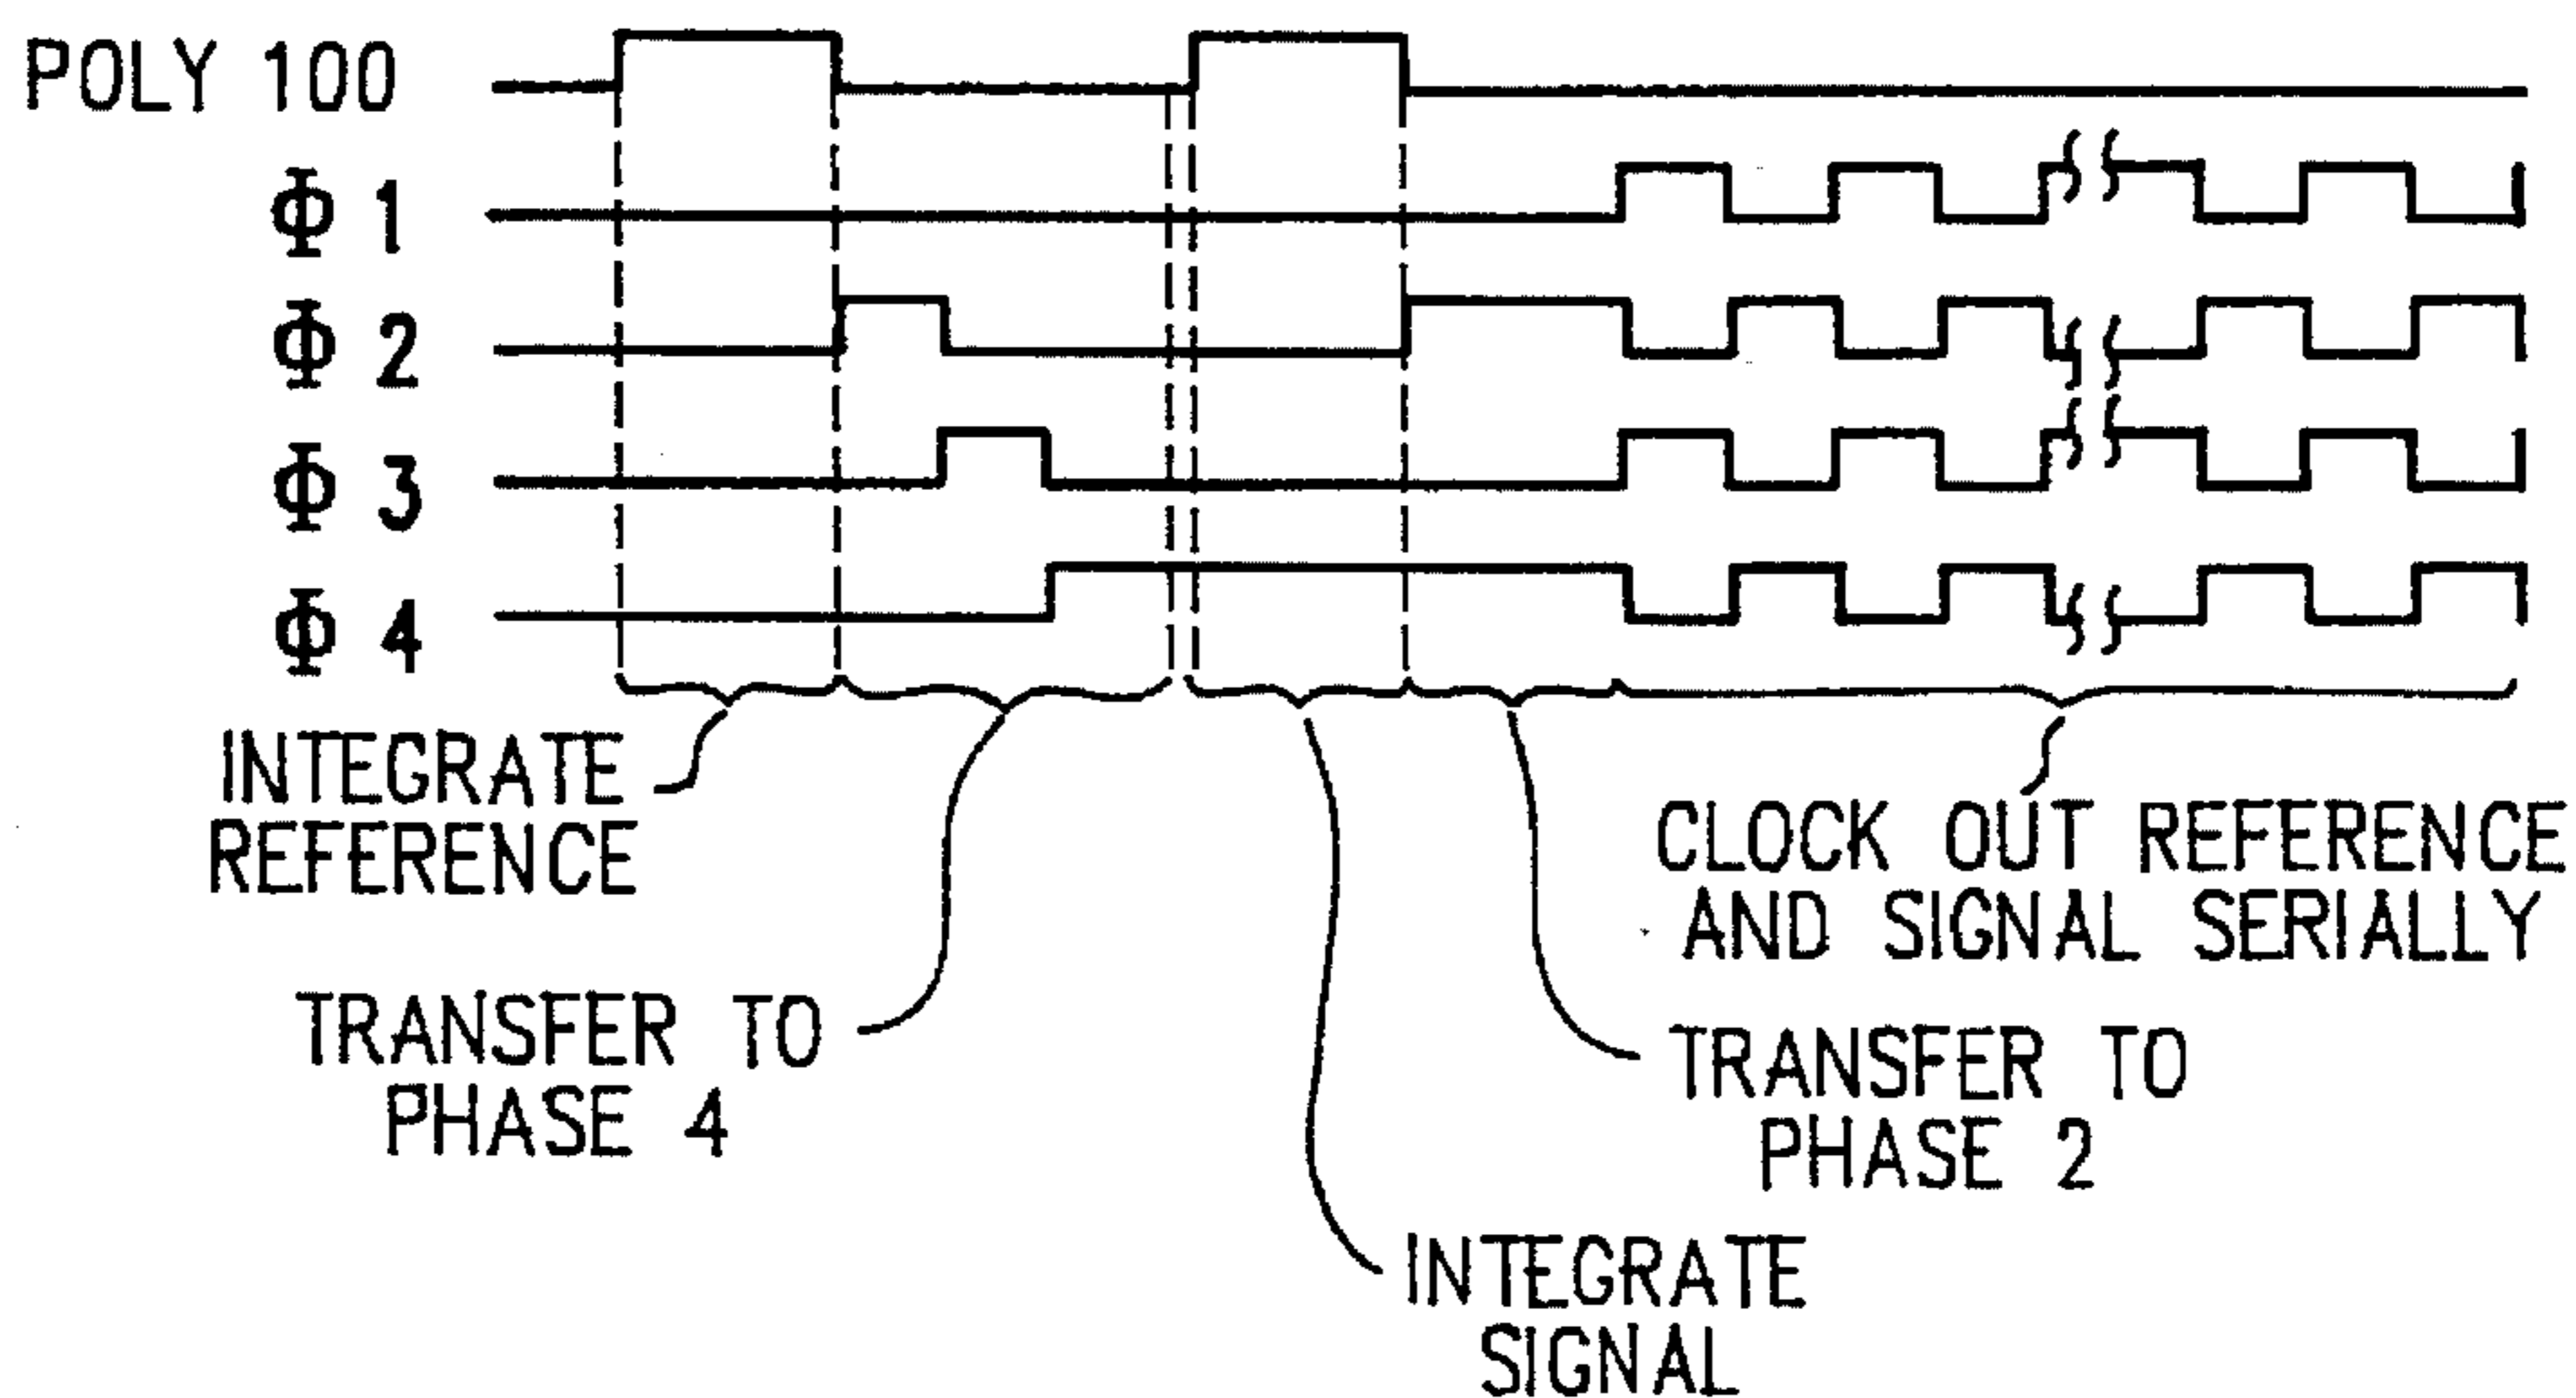 POLY 100
Φ 1
Φ 2
Φ 3
Φ 4
INTEGRATE
REFERENCE
TRANSFER TO
PHASE 4
INTEGRATE
SIGNAL
TRANSFER TO
PHASE 2
CLOCK OUT REFERENCE
AND SIGNAL SERIALLY